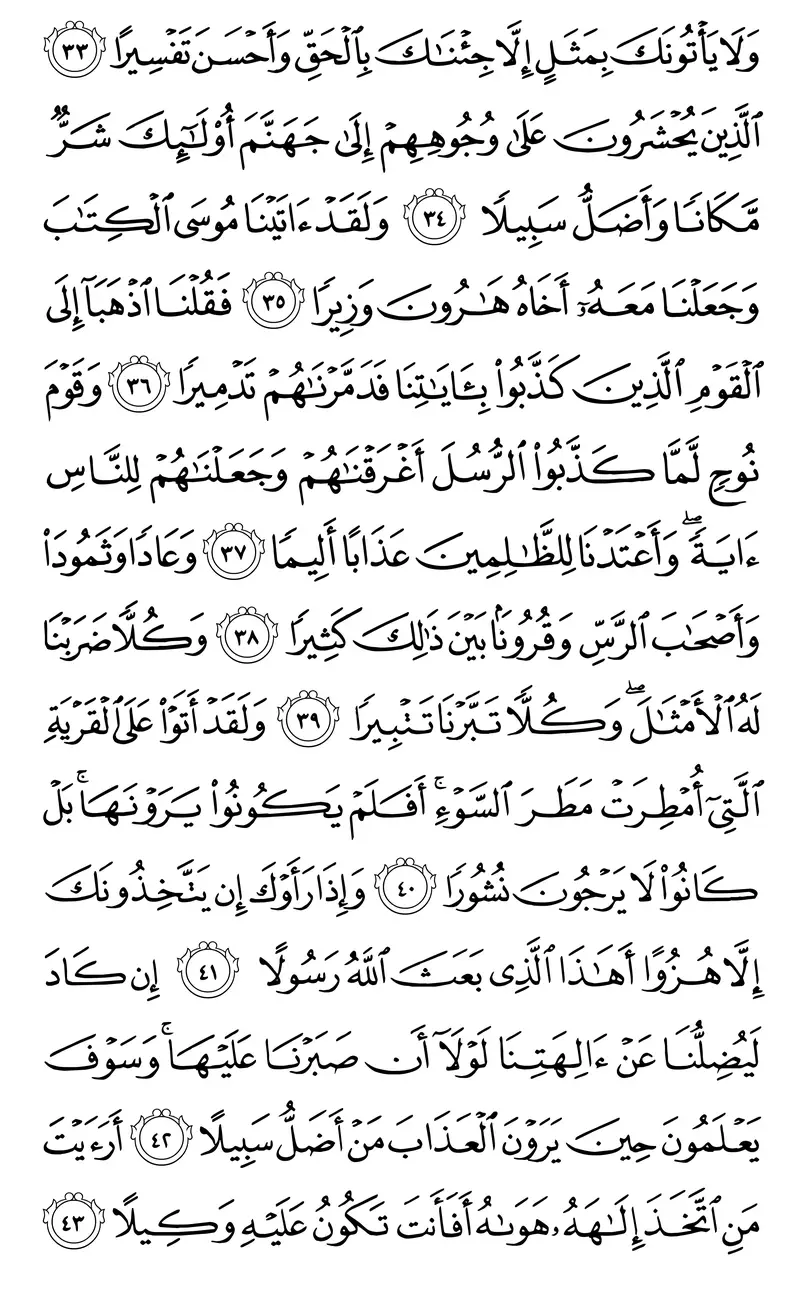 وَلَا يَأْتُونَكَ بِمَثَلٍ إِلَّا جِئْنَـٰكَ بِٱلْحَقِّ وَأَحْسَنَ تَفْسِيرًا ٣٣
ٱلَّذِينَ يُحْشَرُونَ عَلَىٰ وُجُوهِهِمْ إِلَىٰ جَهَنَّمَ أُو۟لَـٰٓئِكَ شَرٌّ
مَّكَانًا وَأَضَلُّ سَبِيلًا ٣٤ وَلَقَدْ ءَاتَيْنَا مُوسَى ٱلْكِتَـٰبَ
وَجَعَلْنَا مَعَهُۥٓ أَخَاهُ هَـٰرُونَ وَزِيرًا ٣٥ فَقُلْنَا ٱذْهَبَآ إِلَى
ٱلْقَوْمِ ٱلَّذِينَ كَذَّبُوا۟ بِـَٔايَـٰتِنَا فَدَمَّرْنَـٰهُمْ تَدْمِيرًا ٣٦ وَقَوْمَ
نُوحٍ لَّمَّا كَذَّبُوا۟ ٱلرُّسُلَ أَغْرَقْنَـٰهُمْ وَجَعَلْنَـٰهُمْ لِلنَّاسِ
ءَايَةً ۖ وَأَعْتَدْنَا لِلظَّـٰلِمِينَ عَذَابًا أَلِيمًا ٣٧ وَعَادًا وَثَمُودَا۟
وَأَصْحَـٰبَ ٱلرَّسِّ وَقُرُونًۢا بَيْنَ ذَٰلِكَ كَثِيرًا ٣٨ وَكُلًّا ضَرَبْنَا
لَهُ ٱلْأَمْثَـٰلَ ۖ وَكُلًّا تَبَّرْنَا تَتْبِيرًا ٣٩ وَلَقَدْ أَتَوْا۟ عَلَى ٱلْقَرْيَةِ
ٱلَّتِىٓ أُمْطِرَتْ مَطَرَ ٱلسَّوْءِ ۚ أَفَلَمْ يَكُونُوا۟ يَرَوْنَهَا ۚ بَلْ
كَانُوا۟ لَا يَرْجُونَ نُشُورًا ٤٠ وَإِذَا رَأَوْكَ إِن يَتَّخِذُونَكَ
إِلَّا هُزُوًا أَهَـٰذَا ٱلَّذِى بَعَثَ ٱللَّهُ رَسُولًا ٤١ إِن كَادَ
لَيُضِلُّنَا عَنْ ءَالِهَتِنَا لَوْلَآ أَن صَبَرْنَا عَلَيْهَا ۚ وَسَوْفَ
يَعْلَمُونَ حِينَ يَرَوْنَ ٱلْعَذَابَ مَنْ أَضَلُّ سَبِيلًا ٤٢ أَرَءَيْتَ
مَنِ ٱتَّخَذَ إِلَـٰهَهُۥ هَوَىٰهُ أَفَأَنتَ تَكُونُ عَلَيْهِ وَكِيلًا ٤٣